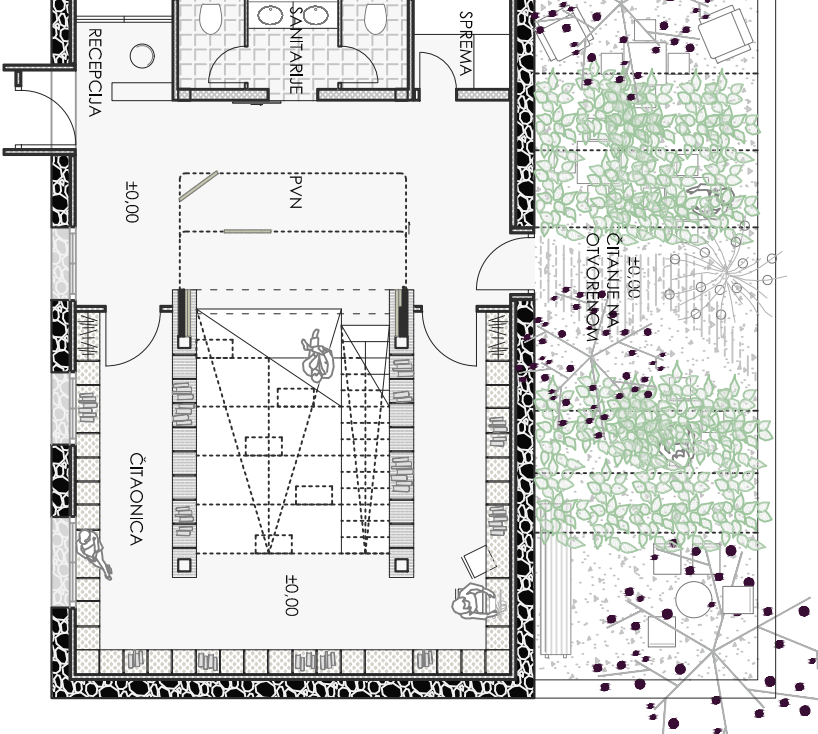 RECEPCIJA
SANITARIJE
SPREMA
±0,00
PVN
ČITANJE NA
OTVORENOM
±0,00
ČITAONICA
±0,00